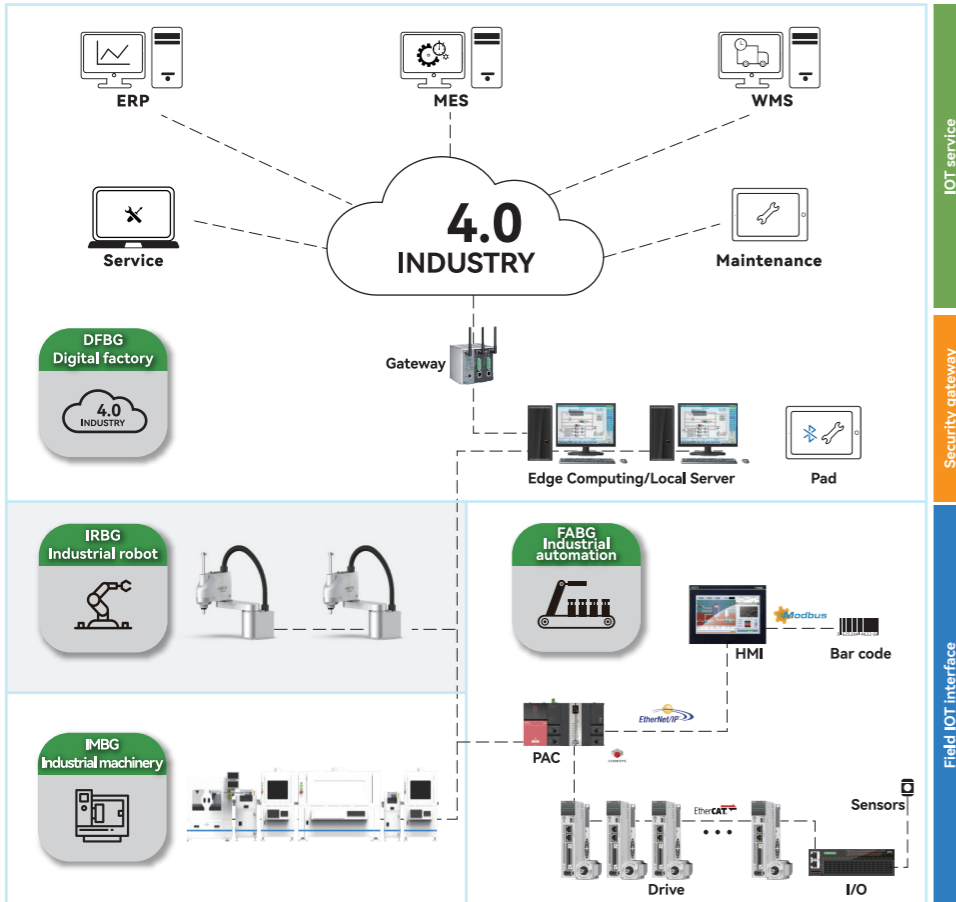 ERP
MES
WMS
Service
4.0
INDUSTRY
Maintenance
IOT service
DFBG
Digital factory
4.0
INDUSTRY
Gateway
Security gateway
Edge Computing/Local Server
Pad
IRBG
Industrial robot
FABG
Industrial
automation
HMI
Modbus
Bar code
Field IOT interface
PAC
EtherNet/IP
IMBG
Industrial machinery
EtherCAT
Sensors
Drive
I/O